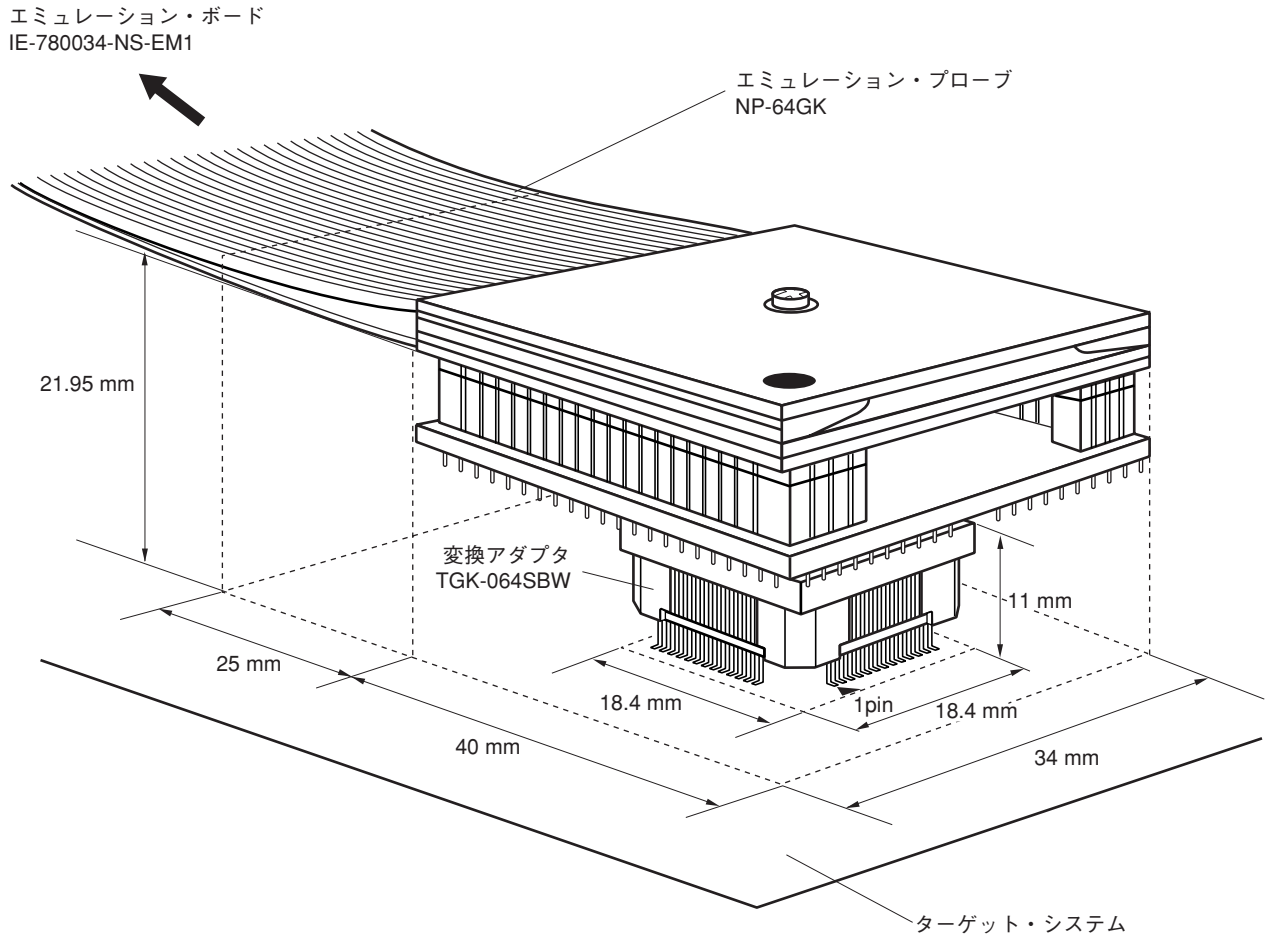 エミュレーション・ボード
IE-780034-NS-EM1
エミュレーション・プローブ
NP-64GK
21.95 mm
変換アダプタ
TGK-064SBW
11 mm
25 mm
18.4 mm
1pin
18.4 mm
40 mm
34 mm
ターゲット・システム